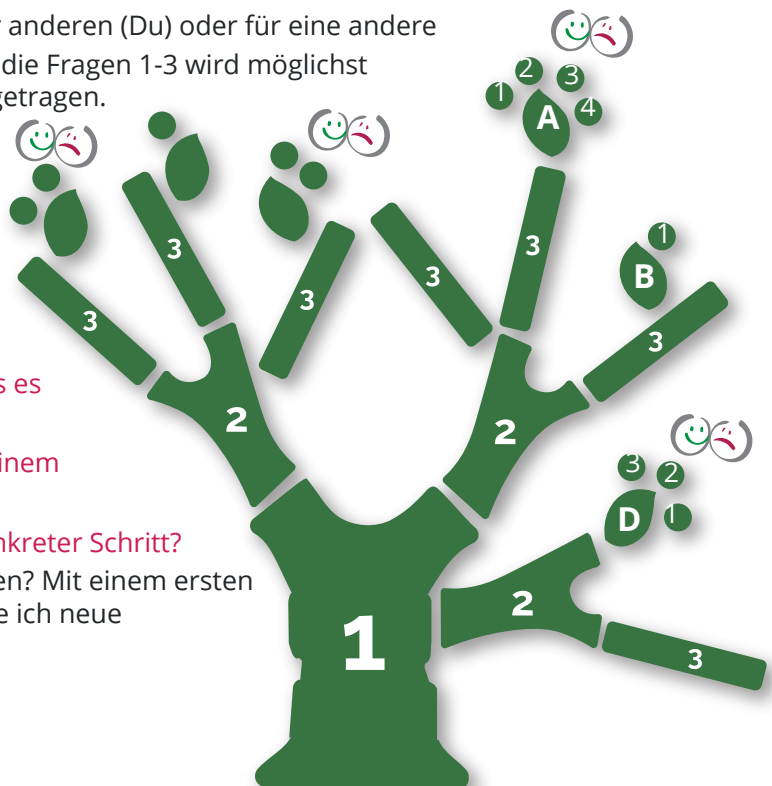 r anderen (Du) oder für eine andere
die Fragen 1-3 wird möglichst
getragen.
2
3
1
4
A
3
3
1
B
3
3
3
3
s es
2
2
inem
3
2
D
1
nkreter Schritt?
en? Mit einem ersten
e ich neue
2
1
3